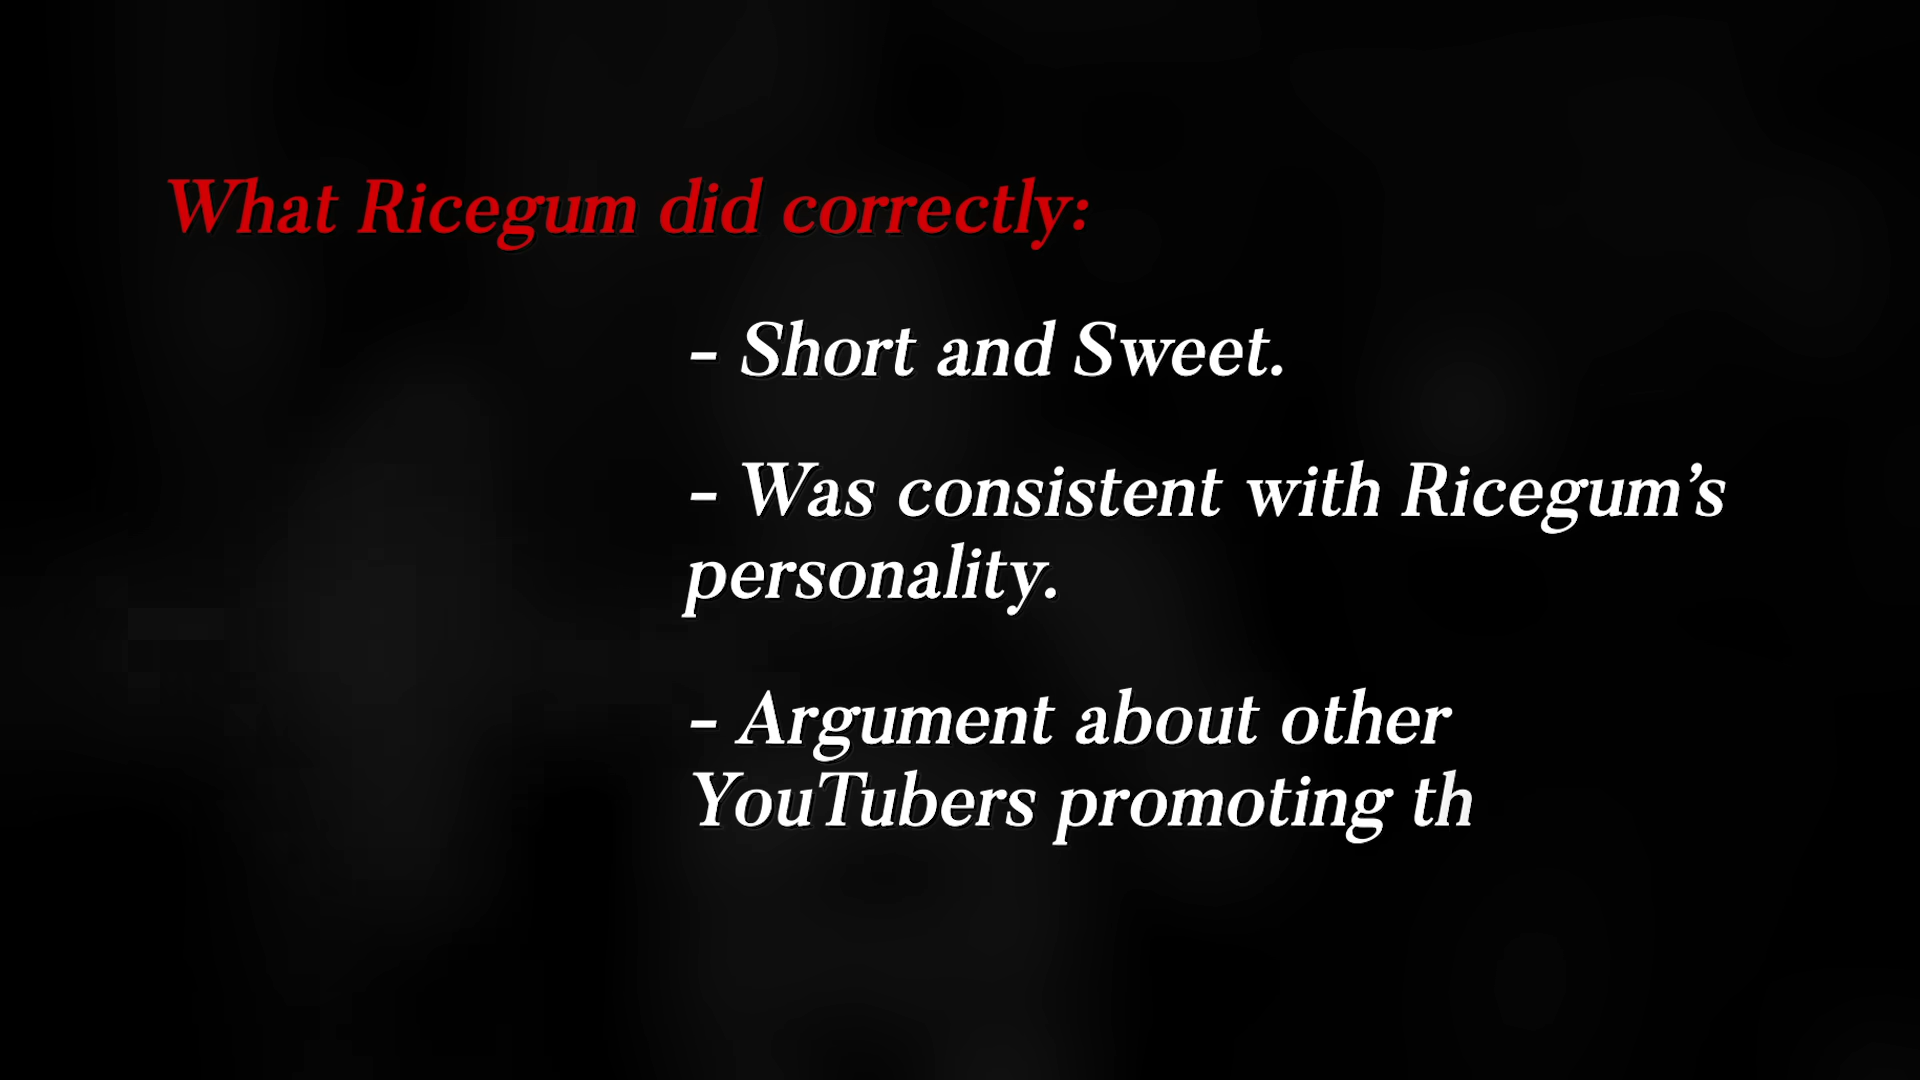 What Ricegum did correctly:
- Short and Sweet.
- Was consistent with Ricegum’s
personality.
- Argument about other
YouTubers promoting th